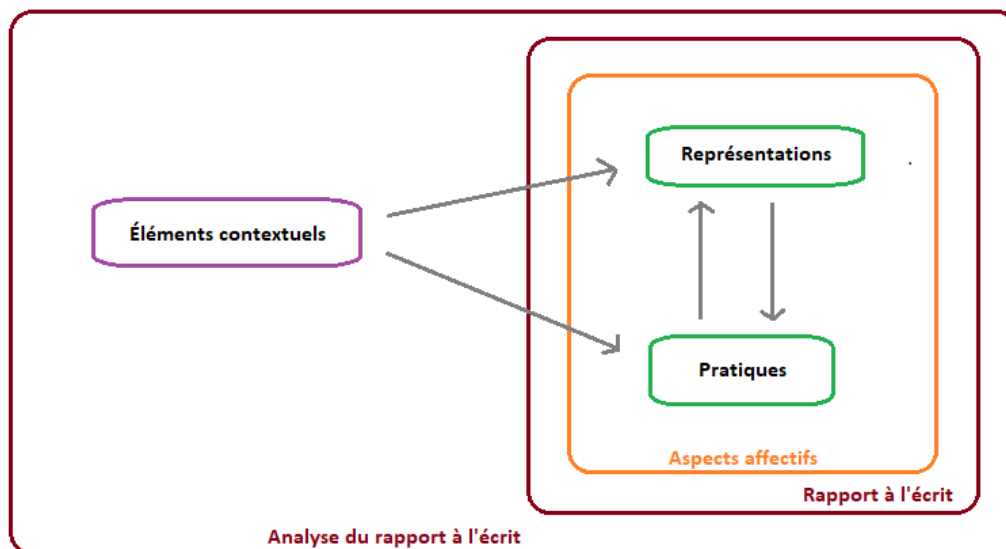 Représentations
Éléments contextuels
Pratiques
Aspects affectifs
Rapport à l'écrit
Analyse du rapport à l'écrit